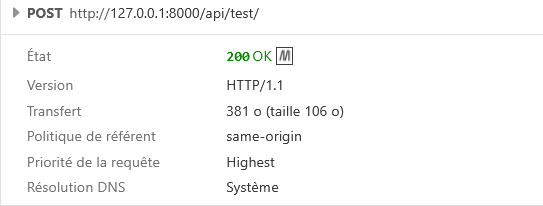 POST http://127.0.0.1:8000/api/test/
État 200 OK M
Version HTTP/1.1
Transfert 381 o (taille 106 o)
Politique de référent same-origin
Priorité de la requête Highest
Résolution DNS Système